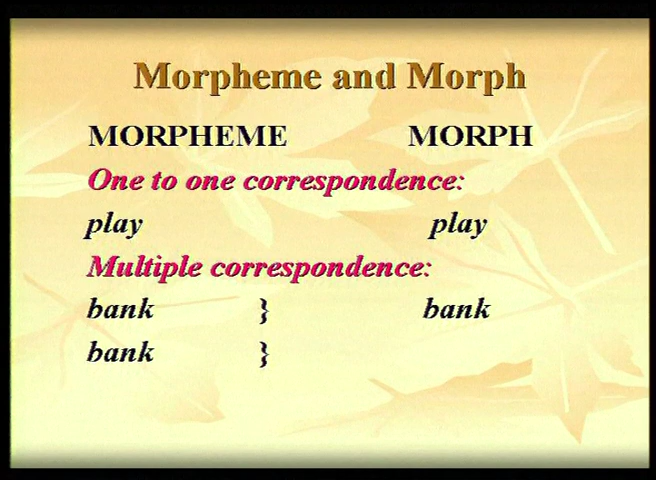 Morpheme and Morph
MORPHEME MORPH
One to one correspondence:
play play
Multiple correspondence:
bank } bank
bank }